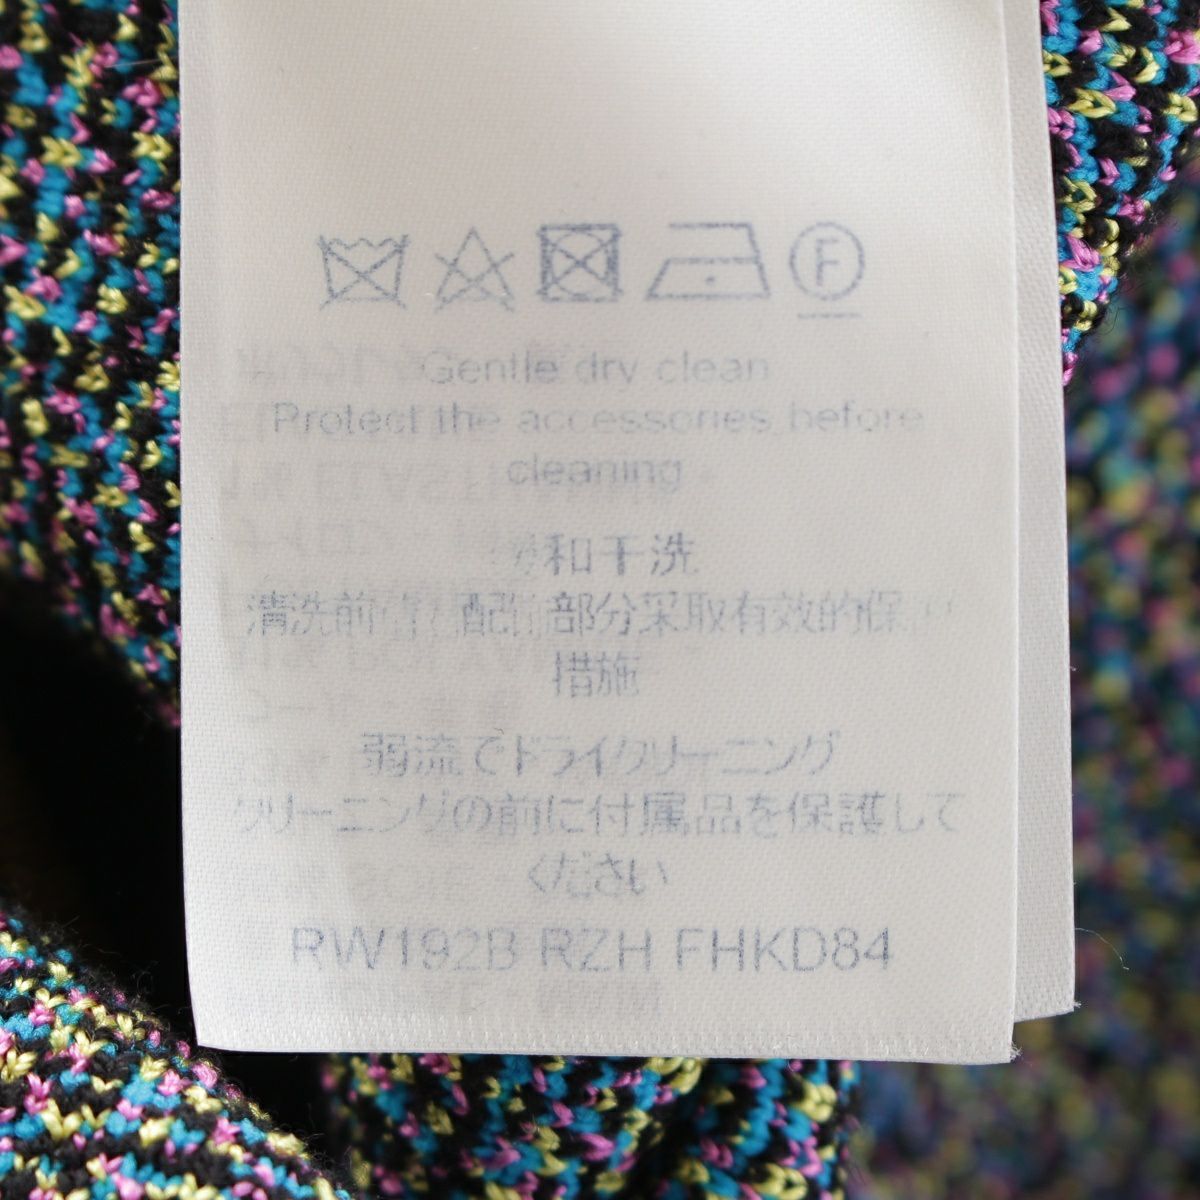 F
Gentle dry clean
Protect the accessories before
cleaning
和干洗
清洗前 配 部分采取有效的保
措施
弱流でドライクリーニング
クリーニングの前に付属品を保護して
ください
RW192B RZH FHKD84